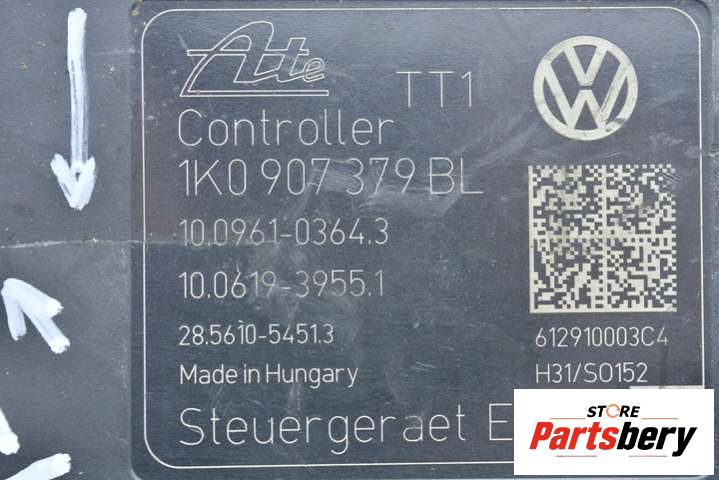 Ate
TT1
Controller
1K0 907 379 BL
10.0961-0364.3
10.0619-3955.1
28.5610-5451.3
612910003C4
Made in Hungary
H31/SO152
Steuergeraet E
STORE
Partsbery